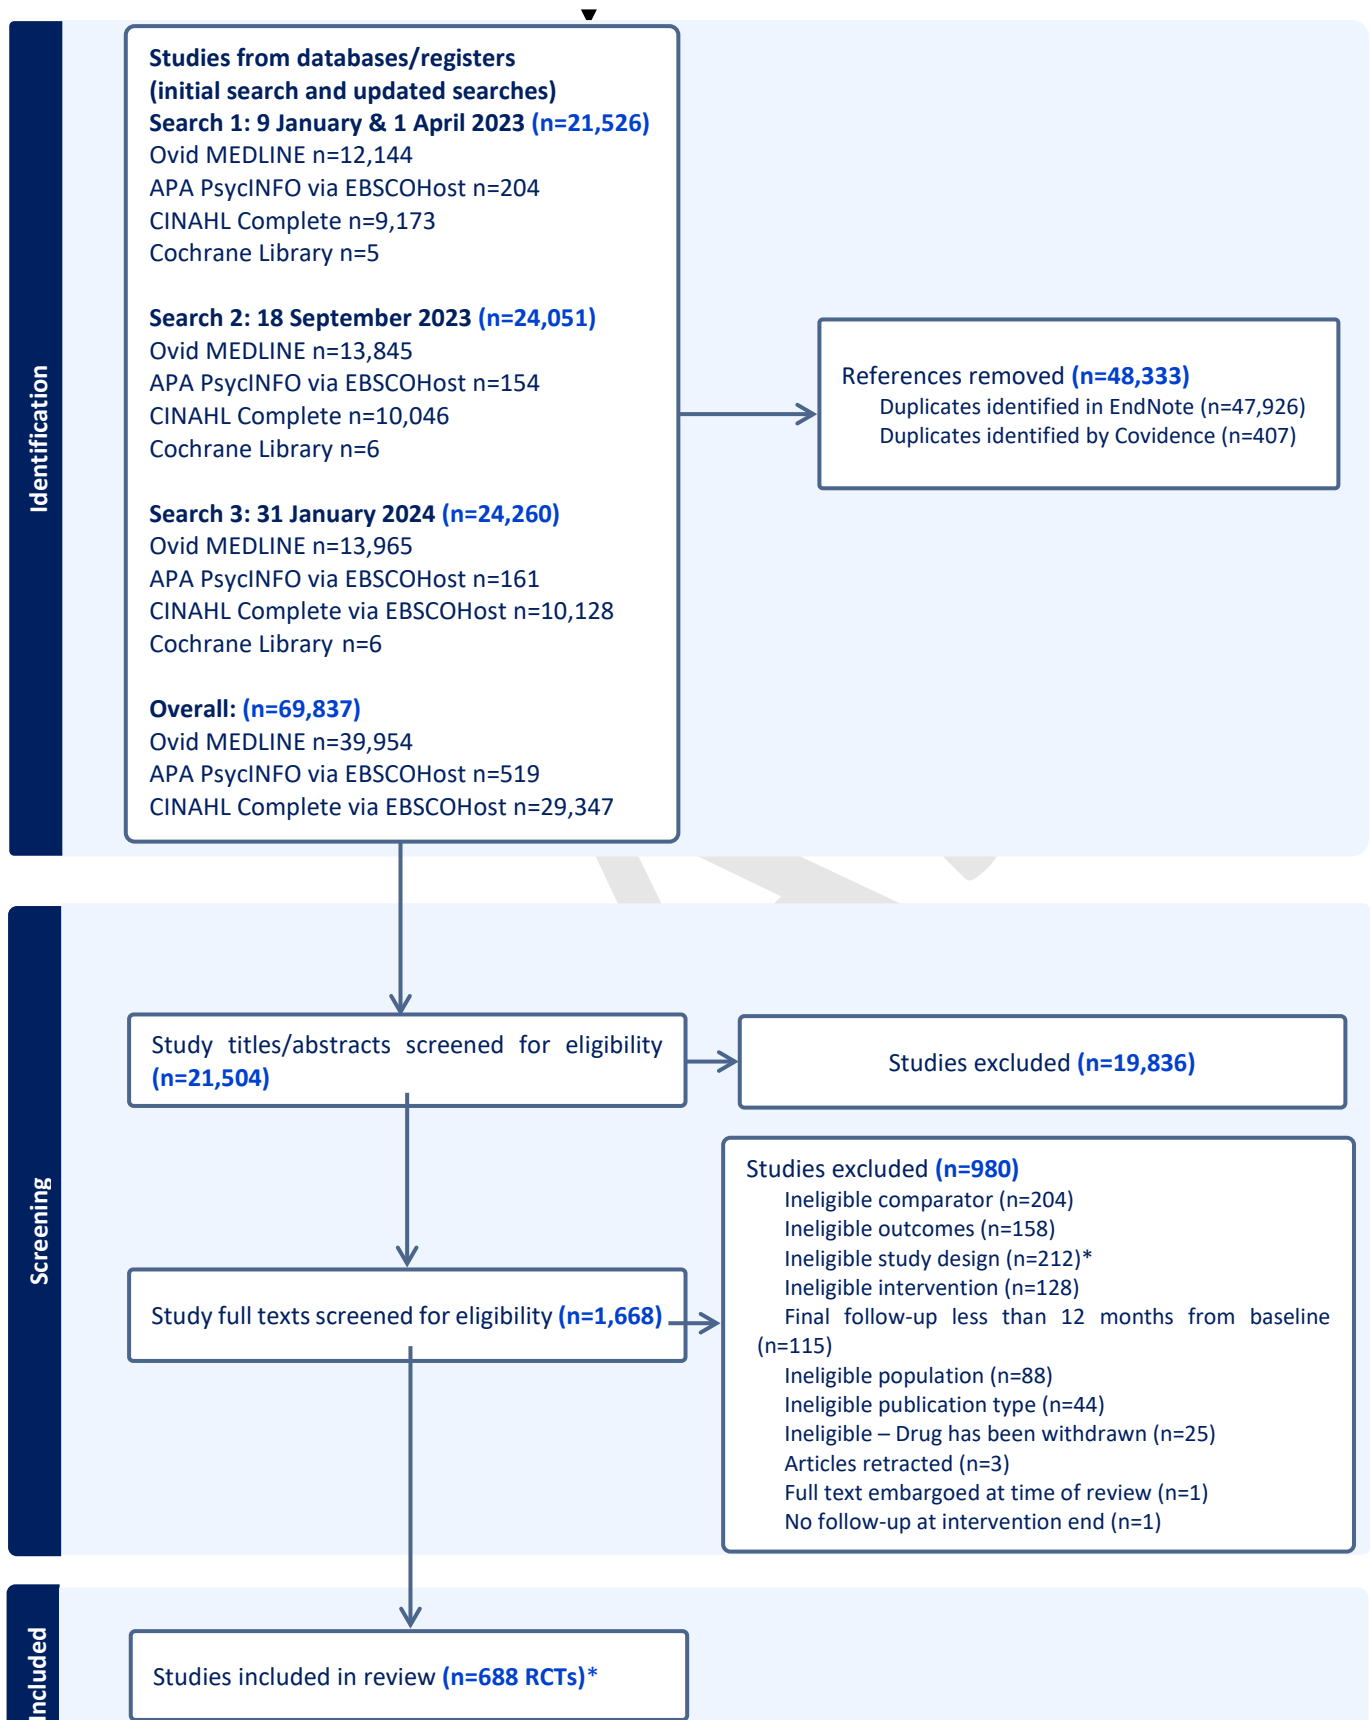 Identification
Studies from databases/registers
(initial search and updated searches)
Search 1: 9 January & 1 April 2023 (n=21,526)
Ovid MEDLINE n=12,144
APA PsycINFO via EBSCOHost n=204
CINAHL Complete n=9,173
Cochrane Library n=5
Search 2: 18 September 2023 (n=24,051)
Ovid MEDLINE n=13,845
APA PsycINFO via EBSCOHost n=154
CINAHL Complete n=10,046
Cochrane Library n=6
Search 3: 31 January 2024 (n=24,260)
Ovid MEDLINE n=13,965
APA PsycINFO via EBSCOHost n=161
CINAHL Complete via EBSCOHost n=10,128
Cochrane Library n=6
Overall: (n=69,837)
Ovid MEDLINE n=39,954
APA PsycINFO via EBSCOHost n=519
CINAHL Complete via EBSCOHost n=29,347
References removed (n=48,333)
Duplicates identified in EndNote (n=47,926)
Duplicates identified by Covidence (n=407)
Screening
Study titles/abstracts screened for eligibility
(n=21,504)
Studies excluded (n=19,836)
Study full texts screened for eligibility (n=1,668)
Studies excluded (n=980)
Ineligible comparator (n=204)
Ineligible outcomes (n=158)
Ineligible study design (n=212)*
Ineligible intervention (n=128)
Final follow-up less than 12 months from baseline
(n=115)
Ineligible population (n=88)
Ineligible publication type (n=44)
Ineligible – Drug has been withdrawn (n=25)
Articles retracted (n=3)
Full text embargoed at time of review (n=1)
No follow-up at intervention end (n=1)
Included
Studies included in review (n=688 RCTs)*